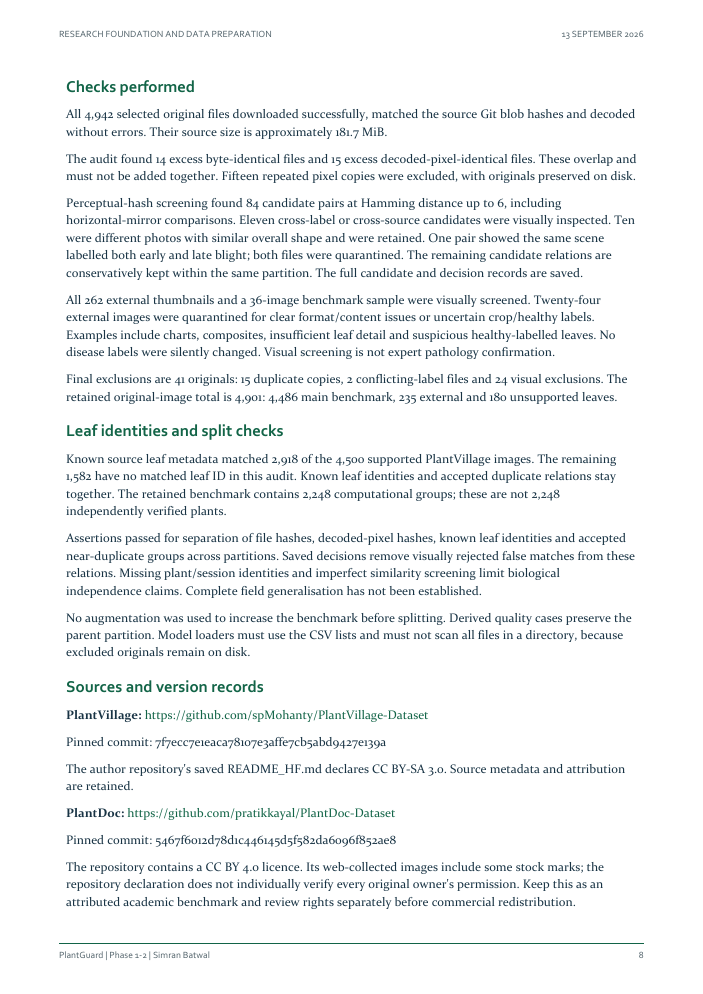 RESEARCH FOUNDATION AND DATA PREPARATION
13 SEPTEMBER 2026
Checks performed
All 4,942 selected original files downloaded successfully, matched the source Git blob hashes and decoded
without errors. Their source size is approximately 181.7 MiB.
The audit found 14 excess byte-identical files and 15 excess decoded-pixel-identical files. These overlap and
must not be added together. Fifteen repeated pixel copies were excluded, with originals preserved on disk.
Perceptual-hash screening found 84 candidate pairs at Hamming distance up to 6, including
horizontal-mirror comparisons. Eleven cross-label or cross-source candidates were visually inspected. Ten
were different photos with similar overall shape and were retained. One pair showed the same scene
labelled both early and late blight; both files were quarantined. The remaining candidate relations are
conservatively kept within the same partition. The full candidate and decision records are saved.
All 262 external thumbnails and a 36-image benchmark sample were visually screened. Twenty-four
external images were quarantined for clear format/content issues or uncertain crop/healthy labels.
Examples include charts, composites, insufficient leaf detail and suspicious healthy-labelled leaves. No
disease labels were silently changed. Visual screening is not expert pathology confirmation.
Final exclusions are 41 originals: 15 duplicate copies, 2 conflicting-label files and 24 visual exclusions. The
retained original-image total is 4,901: 4,486 main benchmark, 235 external and 180 unsupported leaves.
Leaf identities and split checks
Known source leaf metadata matched 2,918 of the 4,500 supported PlantVillage images. The remaining
1,582 have no matched leaf ID in this audit. Known leaf identities and accepted duplicate relations stay
together. The retained benchmark contains 2,248 computational groups; these are not 2,248
independently verified plants.
Assertions passed for separation of file hashes, decoded-pixel hashes, known leaf identities and accepted
near-duplicate groups across partitions. Saved decisions remove visually rejected false matches from these
relations. Missing plant/session identities and imperfect similarity screening limit biological
independence claims. Complete field generalisation has not been established.
No augmentation was used to increase the benchmark before splitting. Derived quality cases preserve the
parent partition. Model loaders must use the CSV lists and must not scan all files in a directory, because
excluded originals remain on disk.
Sources and version records
PlantVillage: https://github.com/spMohanty/PlantVillage-Dataset
Pinned commit: 7f7ecc7e1eaca78107e3affe7cb5abd9427e139a
The author repository's saved README_HF.md declares CC BY-SA 3.0. Source metadata and attribution
are retained.
PlantDoc: https://github.com/pratikkayal/PlantDoc-Dataset
Pinned commit: 5467f6012d78d1c446145d5f582da6096f852ae8
The repository contains a CC BY 4.0 licence. Its web-collected images include some stock marks; the
repository declaration does not individually verify every original owner's permission. Keep this as an
attributed academic benchmark and review rights separately before commercial redistribution.
PlantGuard | Phase 1-2 | Simran Batwal
8